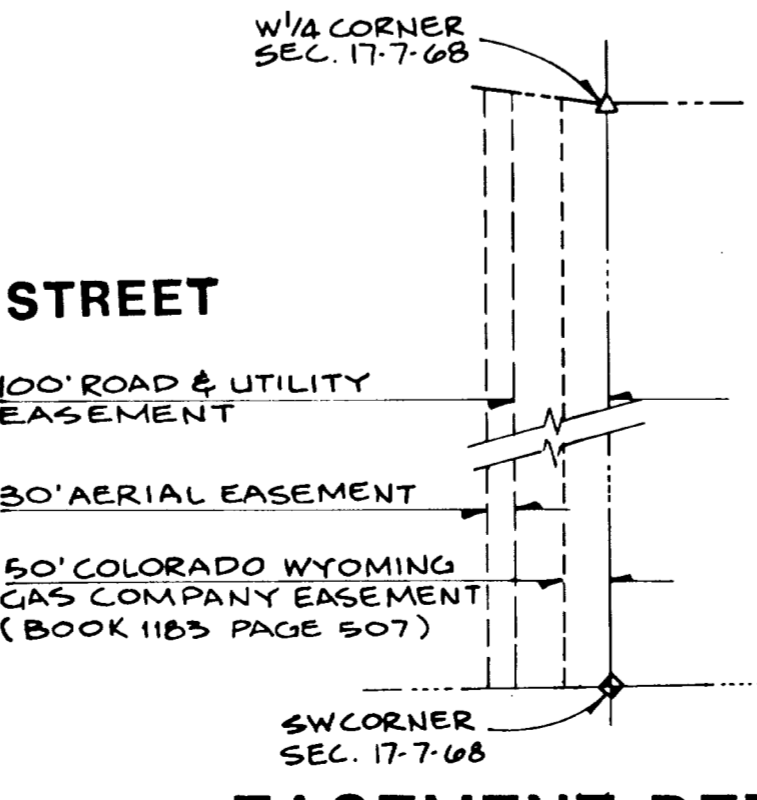 W1/4 CORNER
SEC. 17-7-68
STREET
100' ROAD & UTILITY
EASEMENT
30' AERIAL EASEMENT
50' COLORADO WYOMING
GAS COMPANY EASEMENT
(BOOK 1183 PAGE 507)
SW CORNER
SEC. 17-7-68
EASEMENT